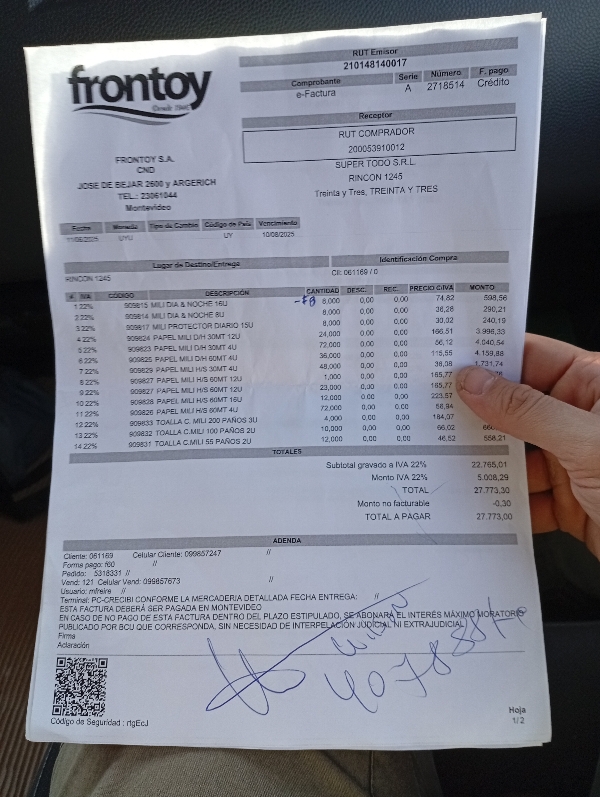 frontoy
Desde 1946
RUT Emisor
210148140017
Comprobante Serie Número F. pago
e-Factura A 2718514 Crédito
Receptor
RUT COMPRADOR
200053910012
SUPER TODO S.R.L.
RINCON 1245
Treinta y Tres, TREINTA Y TRES
FRONTOY S.A.
CND
JOSE DE BEJAR 2600 y ARGERICH
TEL.: 23061044
Montevideo
Fecha Moneda Tipo de Cambio Código de País Vencimiento
11/08/2025 UYU UY 10/08/2025
Lugar de Destino/Entrega Identificación Compra
RINCON 1245 CII: 061169 / 0
# IVA CÓDIGO DESCRIPCIÓN CANTIDAD DESC. REC. PRECIO C/IVA MONTO
1 22% 909815 MILI DIA & NOCHE 16U 8,000 0,00 0,00 74,82 598,56
2 22% 909814 MILI DIA & NOCHE 8U 8,000 0,00 0,00 36,28 290,21
3 22% 909817 MILI PROTECTOR DIARIO 15U 8,000 0,00 0,00 30,02 240,19
4 22% 909824 PAPEL MILI D/H 30MT 12U 24,000 0,00 0,00 166,51 3.996,33
5 22% 909823 PAPEL MILI D/H 30MT 4U 72,000 0,00 0,00 56,12 4.040,54
6 22% 909825 PAPEL MILI D/H 60MT 4U 36,000 0,00 0,00 115,55 4.159,88
7 22% 909829 PAPEL MILI H/S 30MT 4U 48,000 0,00 0,00 36,08 1.731,74
8 22% 909827 PAPEL MILI H/S 60MT 12U 1,000 0,00 0,00 165,77
9 22% 909827 PAPEL MILI H/S 60MT 12U 23,000 0,00 0,00 165,77
10 22% 909828 PAPEL MILI H/S 60MT 16U 12,000 0,00 0,00 223,57
11 22% 909826 PAPEL MILI H/S 60MT 4U 72,000 0,00 0,00 56,94
12 22% 909833 TOALLA C. MILI 200 PAÑOS 3U 4,000 0,00 0,00 184,07
13 22% 909832 TOALLA C.MILI 100 PAÑOS 2U 10,000 0,00 0,00 66,02
14 22% 909831 TOALLA C.MILI 55 PAÑOS 2U 12,000 0,00 0,00 46,52 558,21
TOTALES
Subtotal gravado a IVA 22% 22.765,01
Monto IVA 22% 5.008,29
TOTAL 27.773,30
Monto no facturable -0,30
TOTAL A PAGAR 27.773,00
ADENDA
Cliente: 061169 Celular Cliente: 099857247 //
Forma pago: f60 //
Pedido: 5318331 //
Vend: 121 Celular Vend: 099857673 //
Usuario: mfreire //
Terminal: PC-CRECIBI CONFORME LA MERCADERIA DETALLADA FECHA ENTREGA: //
ESTA FACTURA DEBERÁ SER PAGADA EN MONTEVIDEO
EN CASO DE NO PAGO DE ESTA FACTURA DENTRO DEL PLAZO ESTIPULADO, SE ABONARÁ EL INTERÉS MÁXIMO MORATORIO
PUBLICADO POR BCU QUE CORRESPONDA, SIN NECESIDAD DE INTERPELACIÓN JUDICIAL NI EXTRAJUDICIAL
Firma
Aclaración
Código de Seguridad : rtgEcJ
Hoja
1/2